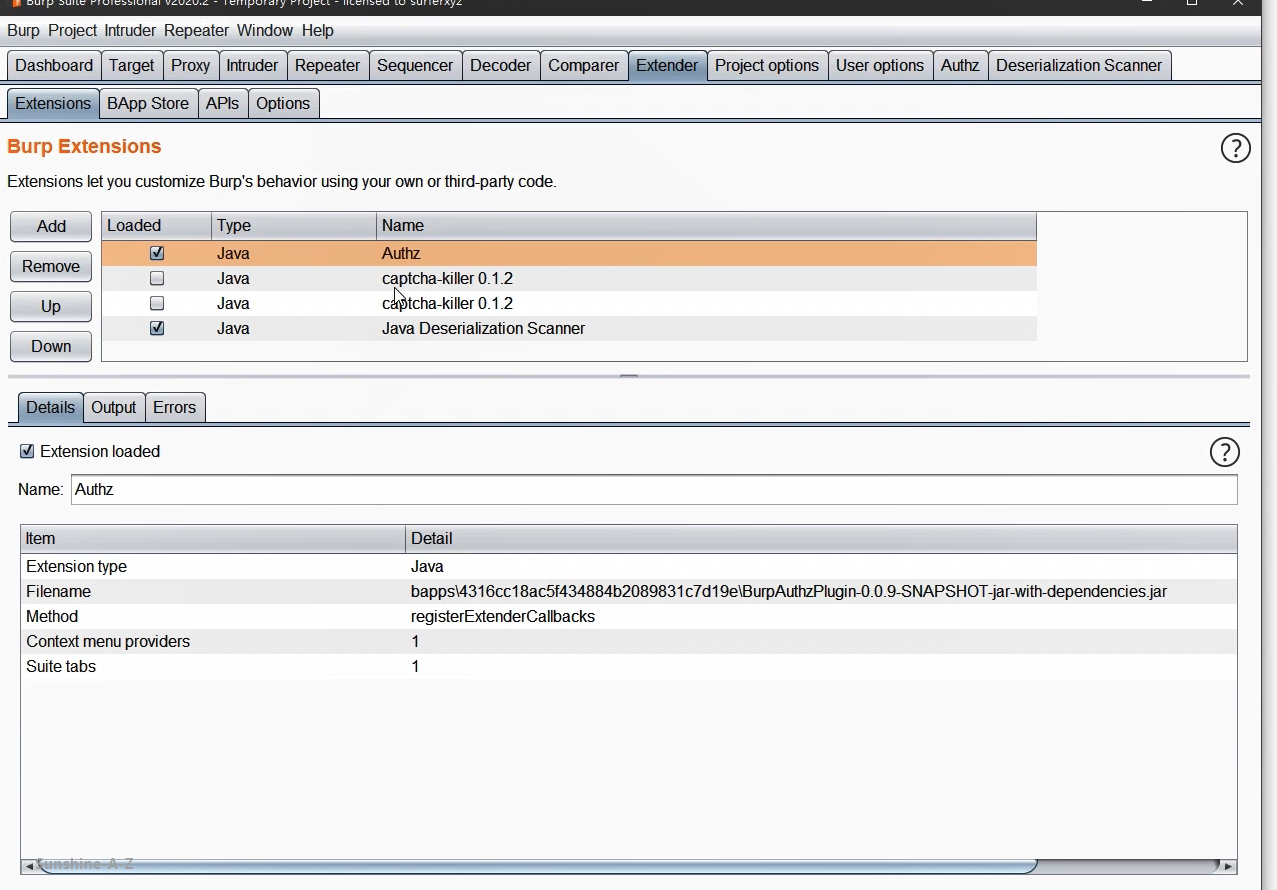 Burp Suite Professional v2020.2 - Temporary Project - licensed to surferxyz
Burp Project Intruder Repeater Window Help
Dashboard Target Proxy Intruder Repeater Sequencer Decoder Comparer Extender Project options User options Authz Deserialization Scanner
Extensions BApp Store APIs Options
Burp Extensions
?
Extensions let you customize Burp's behavior using your own or third-party code.
Add Loaded Type Name
Java Authz
Remove Java captcha-killer 0.1.2
Up Java captcha-killer 0.1.2
Java Java Deserialization Scanner
Down
Details Output Errors
Extension loaded
?
Name: Authz
Item Detail
Extension type Java
Filename bapps\4316cc18ac5f434884b2089831c7d19e\BurpAuthzPlugin-0.0.9-SNAPSHOT-jar-with-dependencies.jar
Method registerExtenderCallbacks
Context menu providers 1
Suite tabs 1
Sunshine-A-Z